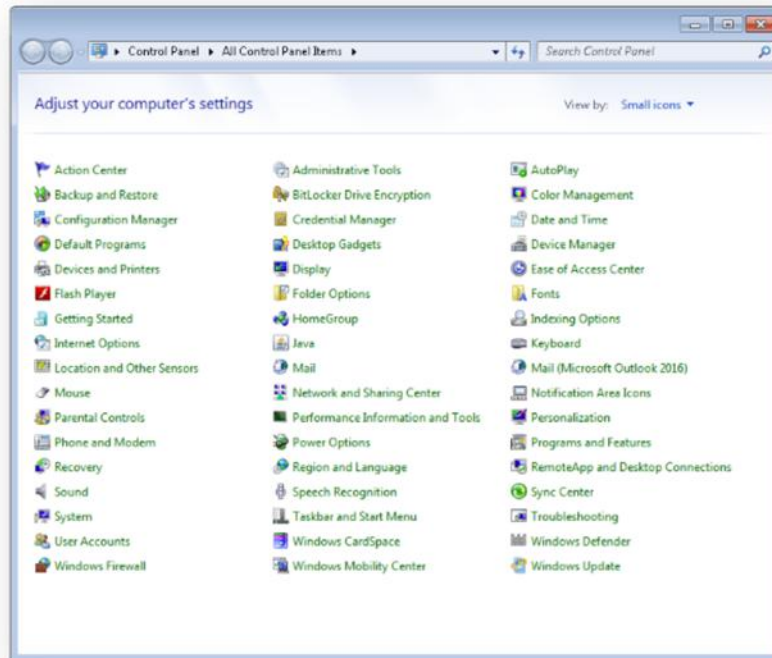 Control Panel All Control Panel Items Search Control Panel
Adjust your computer's settings View by: Small icons
Action Center Administrative Tools AutoPlay
Backup and Restore BitLocker Drive Encryption Color Management
Configuration Manager Credential Manager Date and Time
Default Programs Desktop Gadgets Device Manager
Devices and Printers Display Ease of Access Center
Flash Player Folder Options Fonts
Getting Started HomeGroup Indexing Options
Internet Options Java Keyboard
Location and Other Sensors Mail Mail (Microsoft Outlook 2016)
Mouse Network and Sharing Center Notification Area Icons
Parental Controls Performance Information and Tools Personalization
Phone and Modem Power Options Programs and Features
Recovery Region and Language RemoteApp and Desktop Connections
Sound Speech Recognition Sync Center
System Taskbar and Start Menu Troubleshooting
User Accounts Windows CardSpace Windows Defender
Windows Firewall Windows Mobility Center Windows Update